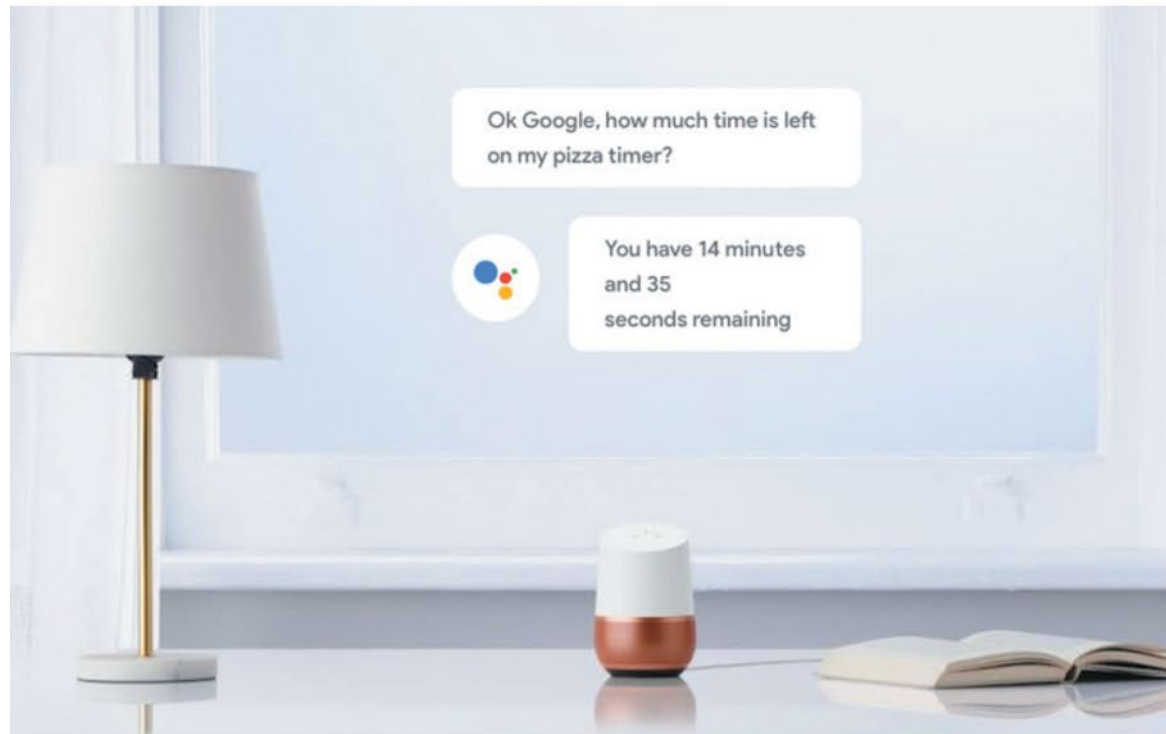 Ok Google, how much time is left
on my pizza timer?
You have 14 minutes
and 35
seconds remaining